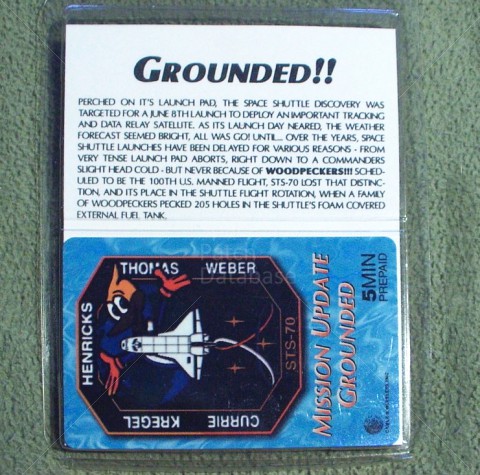 GROUNDED!!
PERCHED ON IT'S LAUNCH PAD, THE SPACE SHUTTLE DISCOVERY WAS
TARGETED FOR A JUNE 8TH LAUNCH TO DEPLOY AN IMPORTANT TRACKING
AND DATA RELAY SATELLITE. AS ITS LAUNCH DAY NEARED, THE WEATHER
FORECAST SEEMED BRIGHT, ALL WAS GO! UNTIL... OVER THE YEARS, SPACE
SHUTTLE LAUNCHES HAVE BEEN DELAYED FOR VARIOUS REASONS - FROM
VERY TENSE LAUNCH PAD ABORTS, RIGHT DOWN TO A COMMANDERS
SLIGHT HEAD COLD - BUT NEVER BECAUSE OF WOODPECKERS!!! SCHED-
ULED TO BE THE 100TH U.S. MANNED FLIGHT, STS-70 LOST THAT DISTINC-
TION, AND ITS PLACE IN THE SHUTTLE FLIGHT ROTATION, WHEN A FAMILY
OF WOODPECKERS PECKED 205 HOLES IN THE SHUTTLE'S FOAM COVERED
EXTERNAL FUEL TANK.
Patch
Database
THOMAS WEBER
HENRICKS
STS-70
CURRIE KREGEL
MISSION UPDATE
"GROUNDED
5 MIN
PREPAID